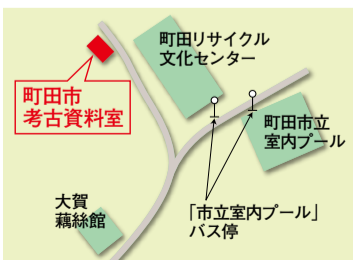 町田リサイクル
文化センター
町田市
考古資料室
町田市立
室内プール
大賀
藕絲館
「市立室内プール」
バス停